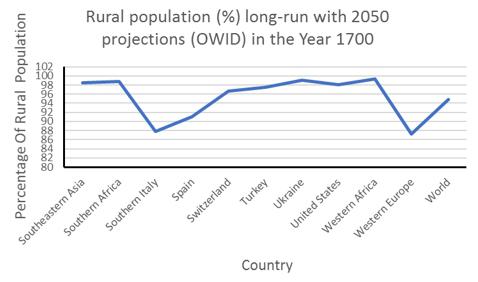 Rural population (%) long-run with 2050
projections (OWID) in the Year 1700
Percentage Of Rural Population
102
100
98
96
94
92
90
88
86
84
82
80
Southeastern Asia
Southern Africa
Southern Italy
Spain
Switzerland
Turkey
Ukraine
United States
Western Africa
Western Europe
World
Country